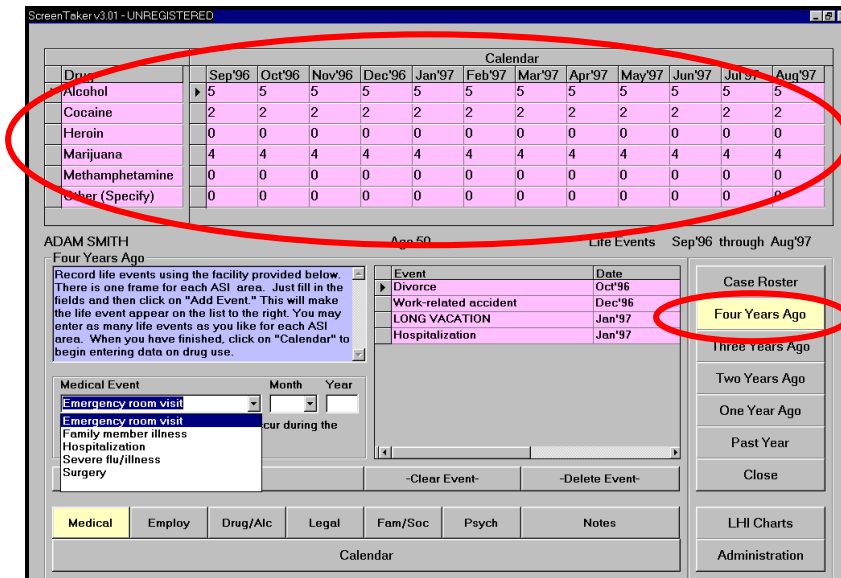 ScreenTaker v3.01 - UNREGISTERED
Calendar
Drug Sep'96 Oct'96 Nov'96 Dec'96 Jan'97 Feb'97 Mar'97 Apr'97 May'97 Jun'97 Jul'97 Aug'97
Alcohol 5 5 5 5 5 5 5 5 5 5 5 5
Cocaine 2 2 2 2 2 2 2 2 2 2 2 2
Heroin 0 0 0 0 0 0 0 0 0 0 0 0
Marijuana 4 4 4 4 4 4 4 4 4 4 4 4
Methamphetamine 0 0 0 0 0 0 0 0 0 0 0 0
Other (Specify) 0 0 0 0 0 0 0 0 0 0 0 0
ADAM SMITH Age 50 Life Events Sep'96 through Aug'97
Four Years Ago
Record life events using the facility provided below.
There is one frame for each ASI area. Just fill in the
fields and then click on "Add Event." This will make
the life event appear on the list to the right. You may
enter as many life events as you like for each ASI
area. When you have finished, click on "Calendar" to
begin entering data on drug use.
Event Date
Divorce Oct'96
Work-related accident Dec'96
LONG VACATION Jan'97
Hospitalization Jan'97
Medical Event Month Year
Emergency room visit
Emergency room visit
Family member illness
Hospitalization
Severe flu/illness
Surgery
cur during the
-Clear Event- -Delete Event-
Medical Employ Drug/Alc Legal Fam/Soc Psych Notes
Calendar
Case Roster
Four Years Ago
Three Years Ago
Two Years Ago
One Year Ago
Past Year
Close
LHI Charts
Administration